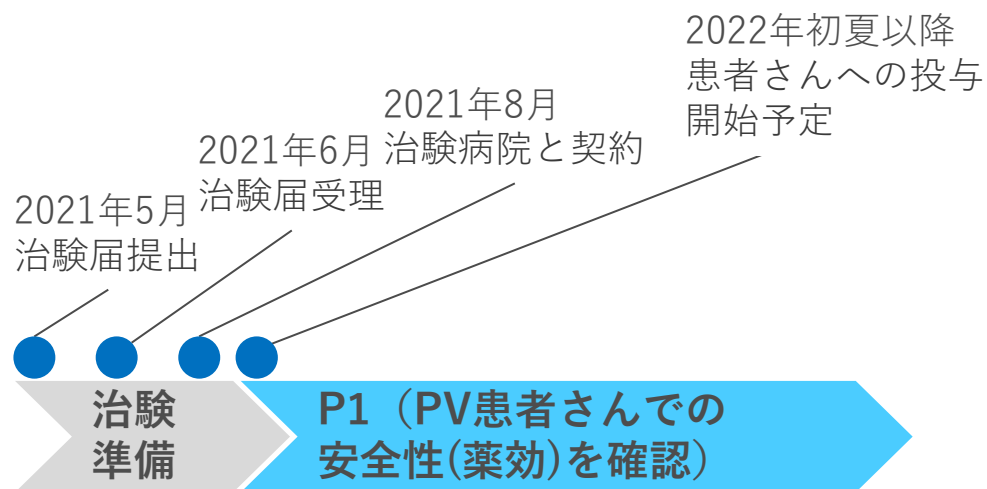 2021年5月
治験届提出
2021年6月
治験届受理
2021年8月
治験病院と契約
2022年初夏以降
患者さんへの投与
開始予定
治験
準備
P1（PV患者さんでの
安全性(薬効)を確認）